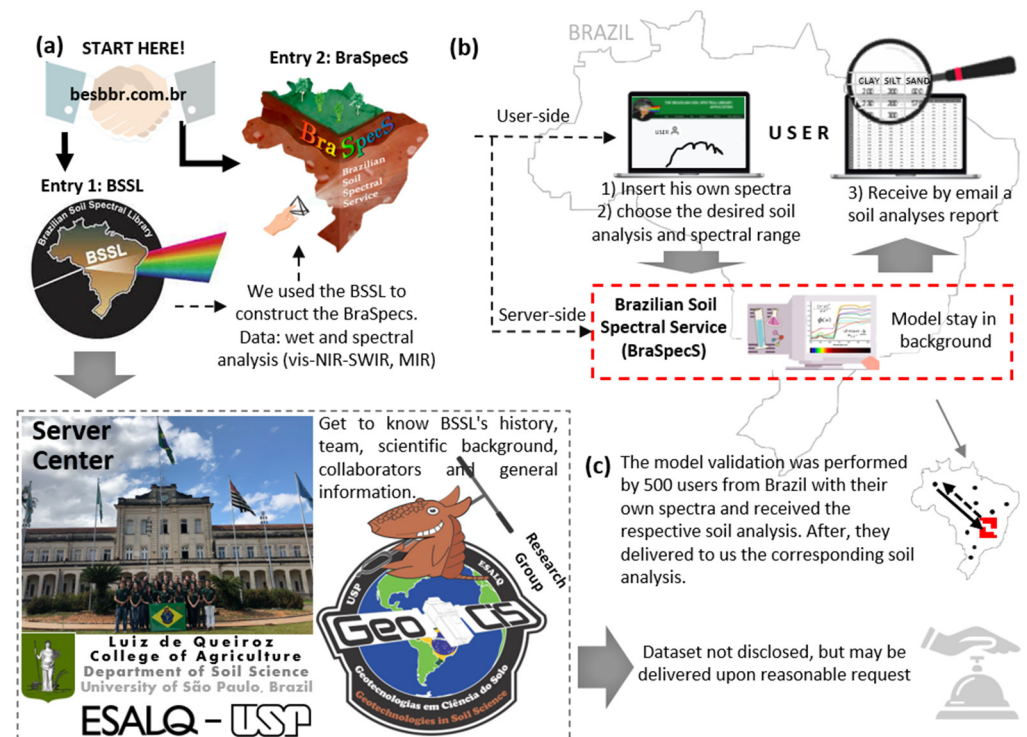 (a)
START HERE!
besbbr.com.br
Entry 1: BSSL
Brazilian Soil Spectral Library
BSSL
Entry 2: BraSpecS
BraSpecS
Brazilian
Soil
Spectral
Service
We used the BSSL to
construct the BraSpecs.
Data: wet and spectral
analysis (vis-NIR-SWIR, MIR)
(b)
BRAZIL
User-side
THE BRAZILIAN SOIL SPECTRAL LIBRARY
USER
USER
CLAY SILT SAND
1) Insert his own spectra
2) choose the desired soil
analysis and spectral range
3) Receive by email a
soil analyses report
Server-side
Brazilian Soil
Spectral Service
(BraSpecS)
Model stay in
background
Server
Center
Get to know BSSL's history,
team, scientific background,
collaborators and general
information.
Research
Group
USP
ESALQ
GeoCiS
Geotecnologias em Ciência do Solo
Geotechnologies in Soil Science
Luiz de Queiroz
College of Agriculture
Department of Soil Science
University of São Paulo, Brazil
ESALQ – USP
(c)
The model validation was performed
by 500 users from Brazil with their
own spectra and received the
respective soil analysis. After, they
delivered to us the corresponding soil
analysis.
Dataset not disclosed, but may be
delivered upon reasonable request